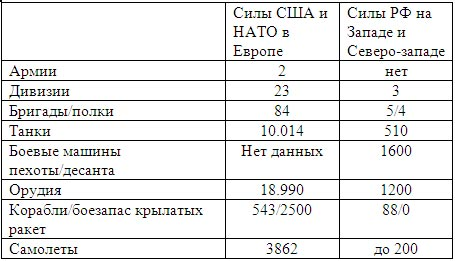 Силы США и НАТО в Европе
Силы РФ на Западе и Северо-западе
Армии 2 нет
Дивизии 23 3
Бригады/полки 84 5/4
Танки 10.014 510
Боевые машины пехоты/десанта Нет данных 1600
Орудия 18.990 1200
Корабли/боезапас крылатых ракет 543/2500 88/0
Самолеты 3862 до 200